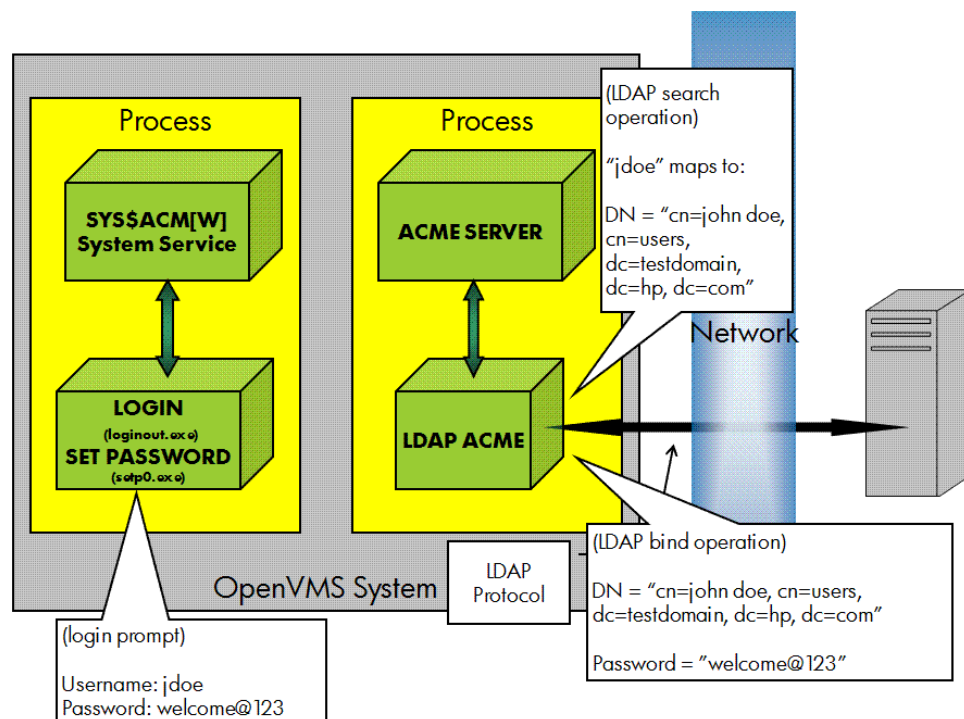 Process
SYS$ACM[W]
System Service
LOGIN
(loginout.exe)
SET PASSWORD
(setp0.exe)
Process
ACME SERVER
LDAP ACME
(LDAP search
operation)
“jdoe” maps to:
DN = “cn=john doe,
cn=users,
dc=testdomain,
dc=hp, dc=com”
Network
OpenVMS System
LDAP
Protocol
(LDAP bind operation)
DN = “cn=john doe, cn=users,
dc=testdomain, dc=hp, dc=com”
Password = ”welcome@123”
(login prompt)
Username: jdoe
Password: welcome@123